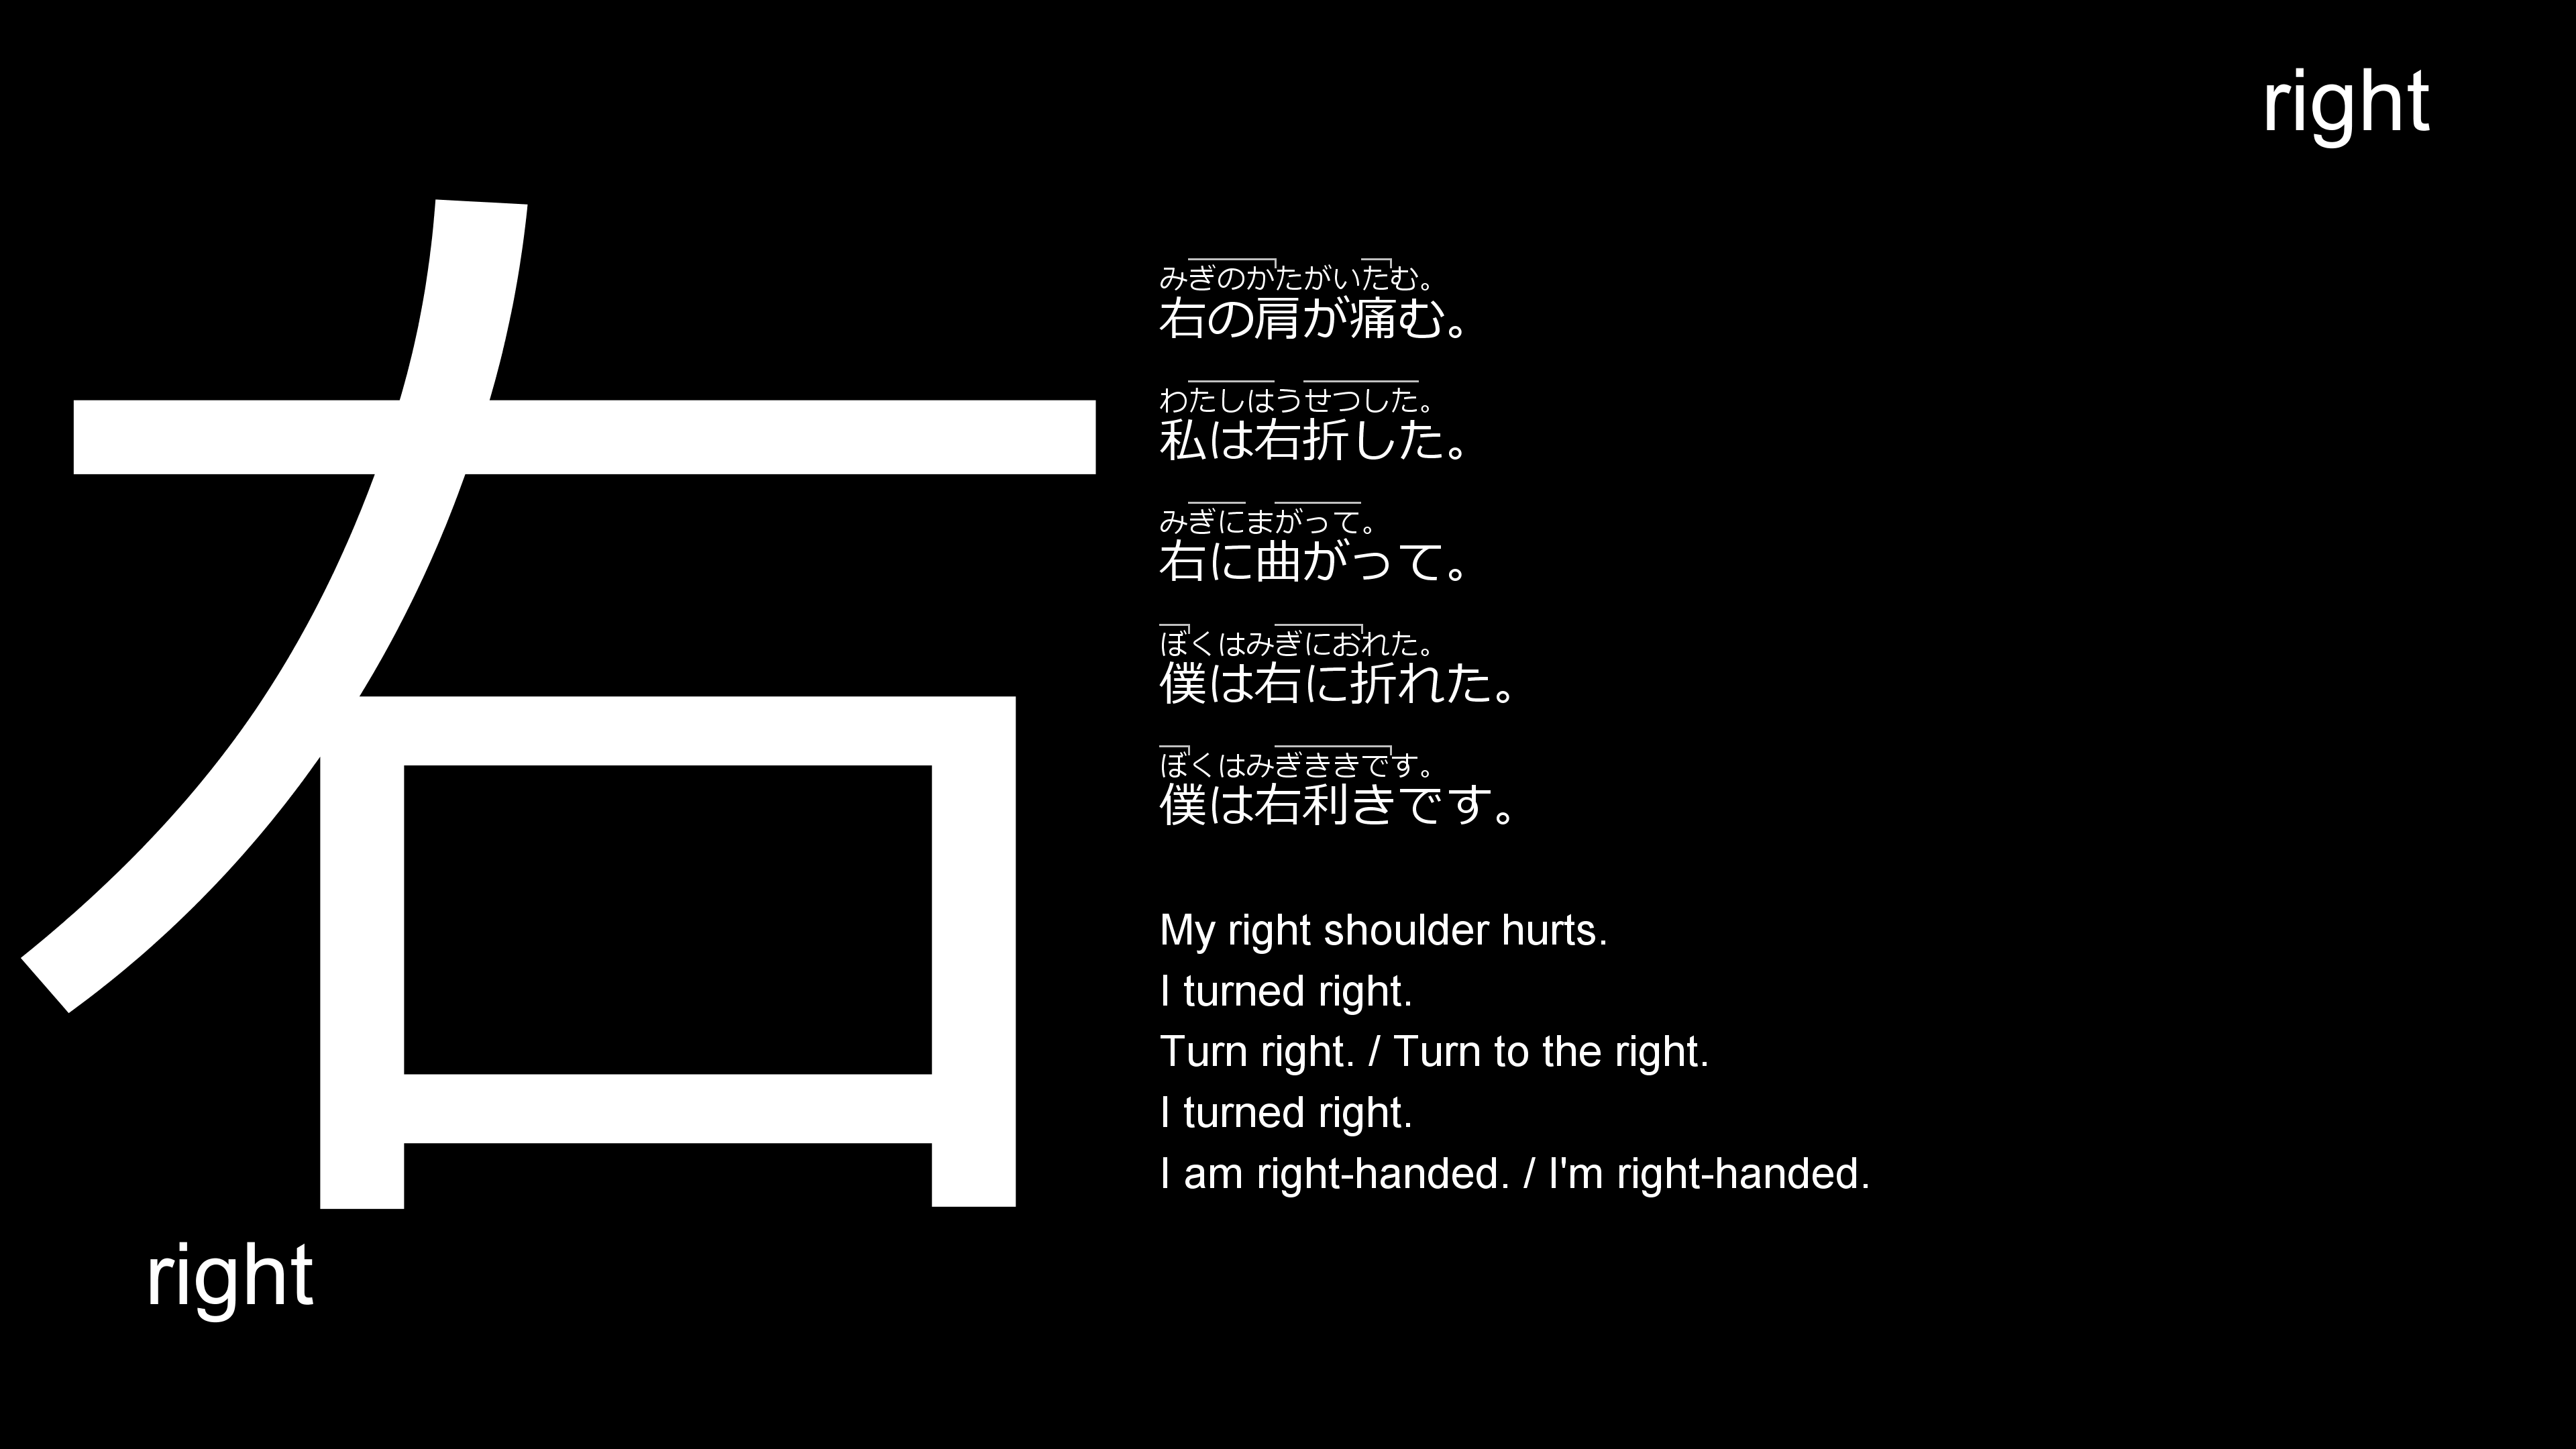 right
右
みぎのかたがいたむ。
右の肩が痛む。
わたしはうせつした。
私は右折した。
みぎにまがって。
右に曲がって。
ぼくはみぎにおれた。
僕は右に折れた。
ぼくはみぎききです。
僕は右利きです。
My right shoulder hurts.
I turned right.
Turn right. / Turn to the right.
I turned right.
I am right-handed. / I'm right-handed.
right